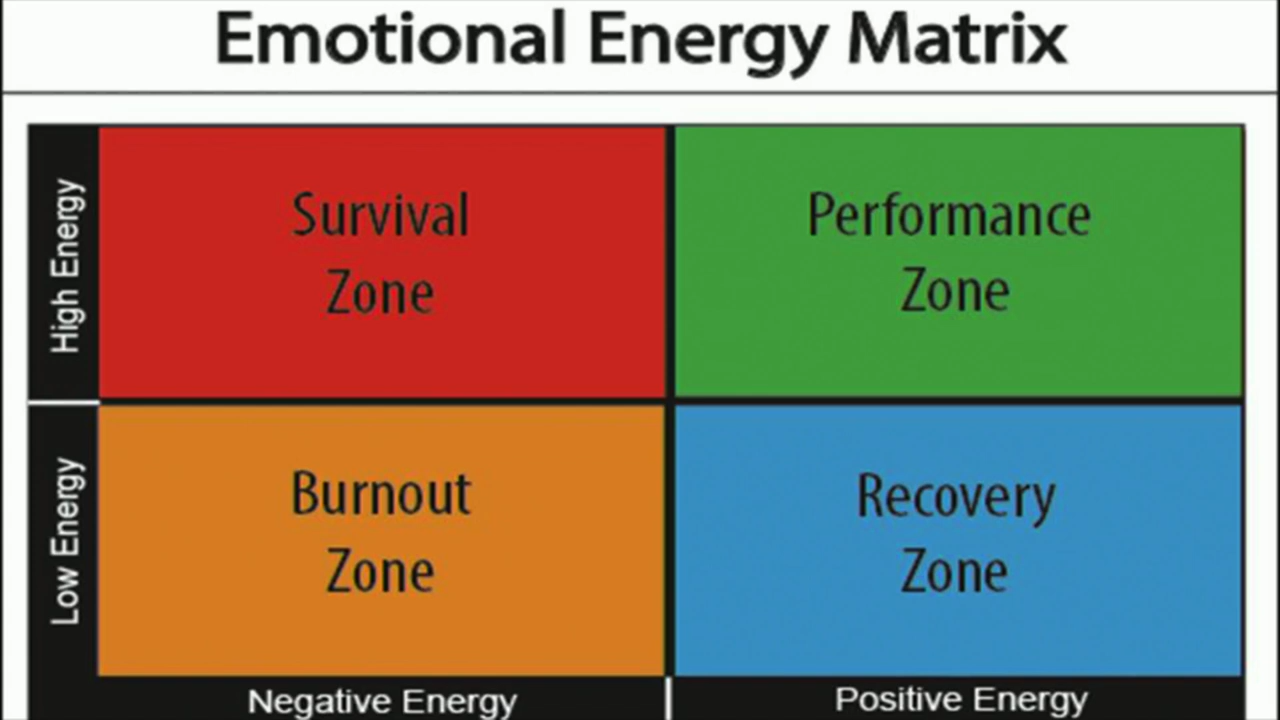 Emotional Energy Matrix
High Energy
Survival
Zone
Performance
Zone
Low Energy
Burnout
Zone
Recovery
Zone
Negative Energy
Positive Energy